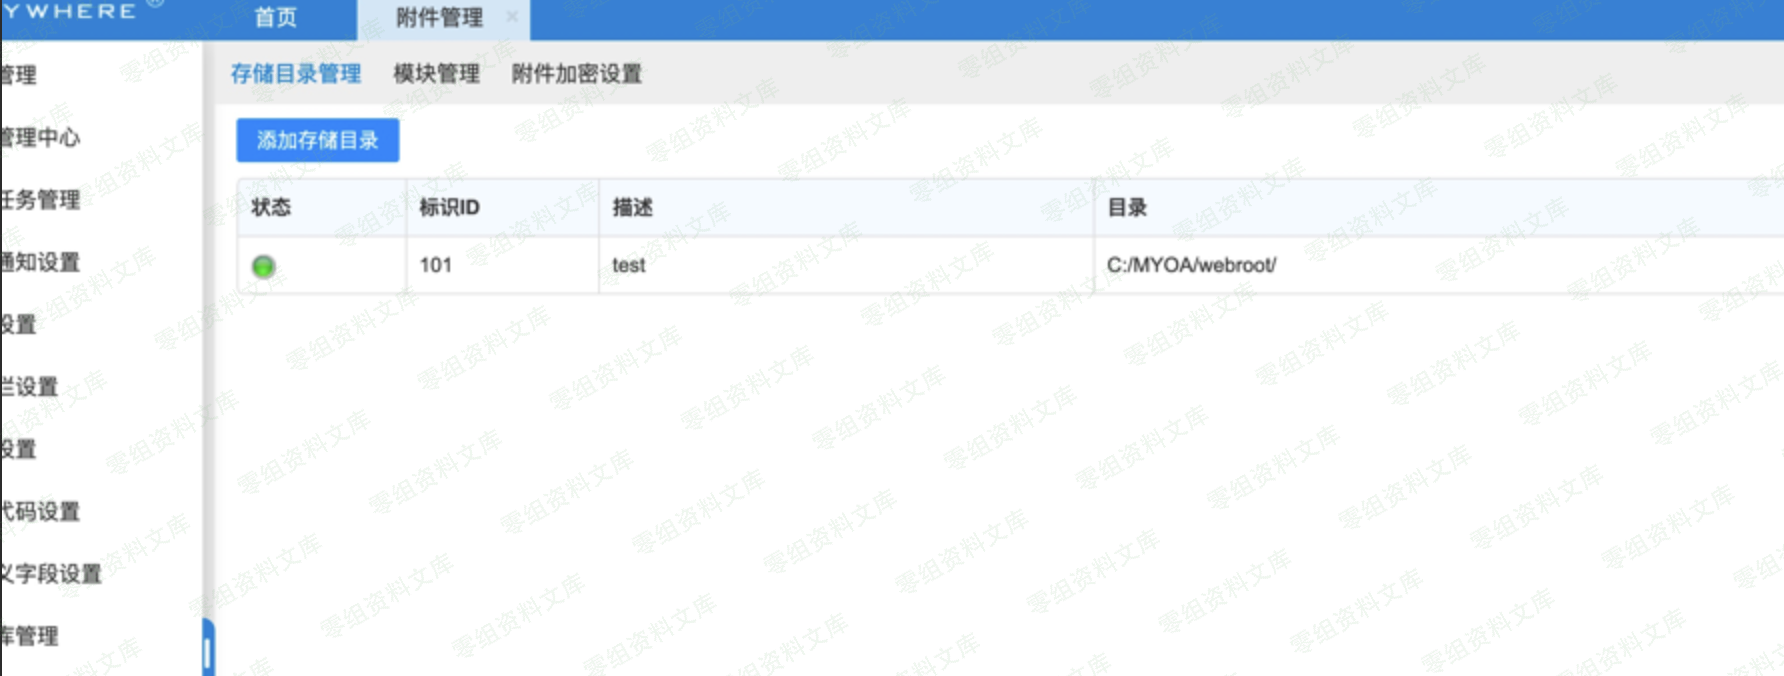 YWHERE®
首页
附件管理 ×
管理
管理中心
任务管理
通知设置
设置
栏设置
设置
代码设置
义字段设置
库管理
存储目录管理 模块管理 附件加密设置
添加存储目录
状态 标识ID 描述 目录
101 test C:/MYOA/webroot/
零组资料文库